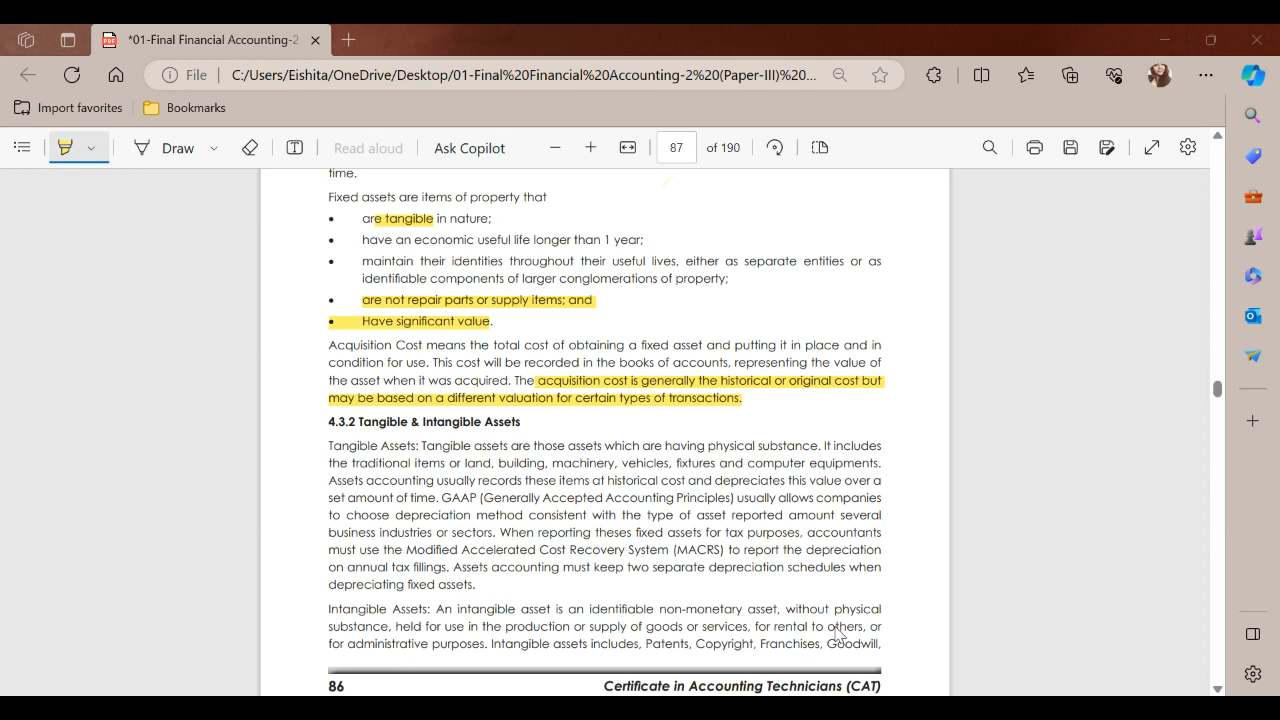 *01-Final Financial Accounting-2
File
C:/Users/Eishita/OneDrive/Desktop/01-Final%20Financial%20Accounting-2%20(Paper-III)%20...
Import favorites
Bookmarks
Draw
Read aloud
Ask Copilot
87
of 190
time.
Fixed assets are items of property that
• are tangible in nature;
• have an economic useful life longer than 1 year;
• maintain their identities throughout their useful lives, either as separate entities or as
identifiable components of larger conglomerations of property;
• are not repair parts or supply items; and
• Have significant value.
Acquisition Cost means the total cost of obtaining a fixed asset and putting it in place and in
condition for use. This cost will be recorded in the books of accounts, representing the value of
the asset when it was acquired. The acquisition cost is generally the historical or original cost but
may be based on a different valuation for certain types of transactions.
4.3.2 Tangible & Intangible Assets
Tangible Assets: Tangible assets are those assets which are having physical substance. It includes
the traditional items or land, building, machinery, vehicles, fixtures and computer equipments.
Assets accounting usually records these items at historical cost and depreciates this value over a
set amount of time. GAAP (Generally Accepted Accounting Principles) usually allows companies
to choose depreciation method consistent with the type of asset reported amount several
business industries or sectors. When reporting theses fixed assets for tax purposes, accountants
must use the Modified Accelerated Cost Recovery System (MACRS) to report the depreciation
on annual tax fillings. Assets accounting must keep two separate depreciation schedules when
depreciating fixed assets.
Intangible Assets: An intangible asset is an identifiable non-monetary asset, without physical
substance, held for use in the production or supply of goods or services, for rental to others, or
for administrative purposes. Intangible assets includes, Patents, Copyright, Franchises, Goodwill,
86
Certificate in Accounting Technicians (CAT)